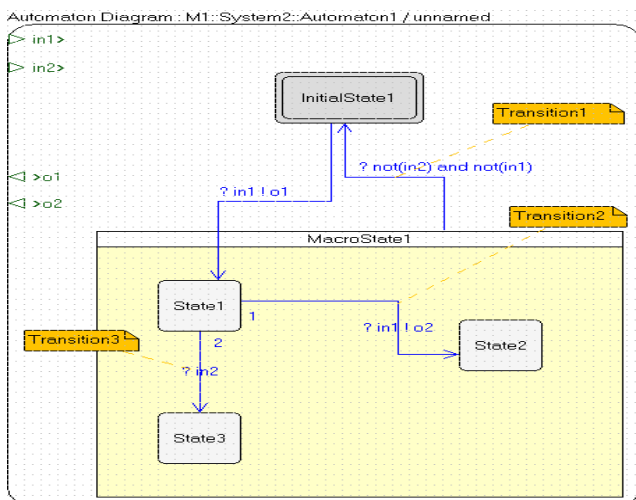 Automaton Diagram : M1::System2::Automaton1 / unnamed
in1>
in2>
InitialState1
Transition1
? not(in2) and not(in1)
>o1
? in1 ! o1
>o2
Transition2
MacroState1
State1
1
? in1 ! o2
2
Transition3
State2
? in2
State3